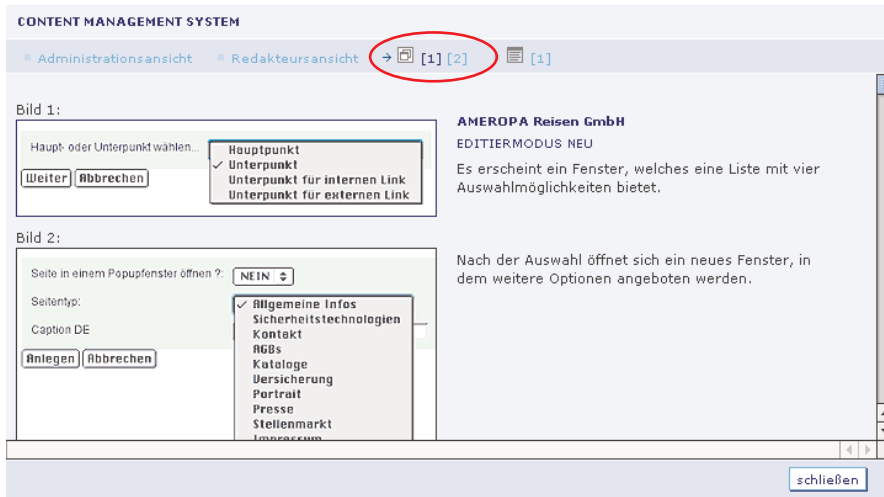 CONTENT MANAGEMENT SYSTEM
Administrationsansicht Redakteursansicht → [1] [2] [1]
Bild 1:
Haupt- oder Unterpunkt wählen...
Hauptpunkt
✓ Unterpunkt
Unterpunkt für internen Link
Unterpunkt für externen Link
Weiter Abbrechen
AMEROPA Reisen GmbH
EDITIERMODUS NEU
Es erscheint ein Fenster, welches eine Liste mit vier
Auswahlmöglichkeiten bietet.
Bild 2:
Seite in einem Popupfenster öffnen ?: NEIN
Seitentyp:
✓ Allgemeine Infos
Sicherheitstechnologien
Kontakt
AGBs
Kataloge
Versicherung
Portrait
Presse
Stellenmarkt
Impressum
Caption DE
Anlegen Abbrechen
Nach der Auswahl öffnet sich ein neues Fenster, in
dem weitere Optionen angeboten werden.
schließen